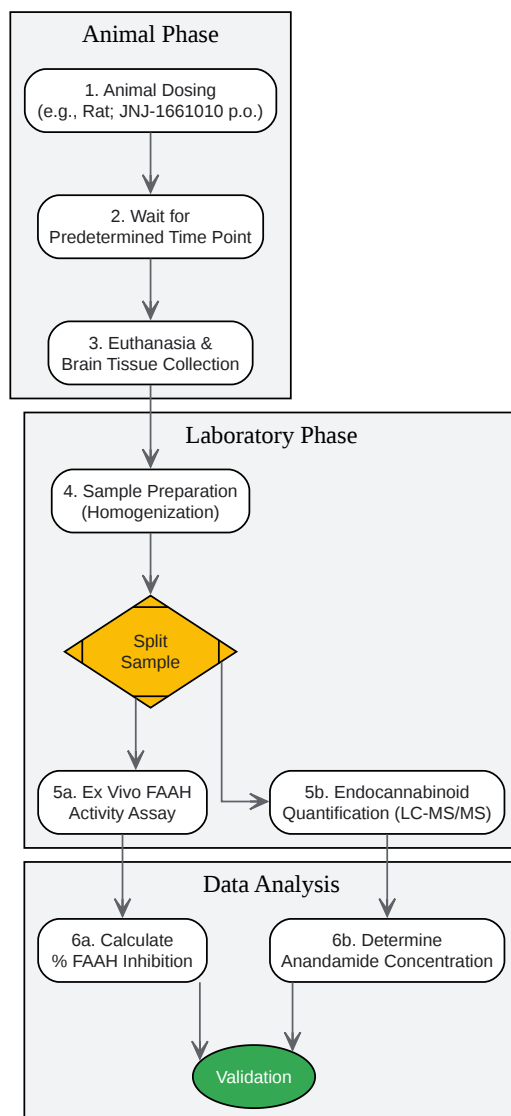 Animal Phase
1. Animal Dosing
(e.g., Rat; JNJ-1661010 p.o.)
2. Wait for
Predetermined Time Point
3. Euthanasia &
Brain Tissue Collection
Laboratory Phase
4. Sample Preparation
(Homogenization)
Split
Sample
5a. Ex Vivo FAAH
Activity Assay
5b. Endocannabinoid
Quantification (LC-MS/MS)
Data Analysis
6a. Calculate
% FAAH Inhibition
6b. Determine
Anandamide Concentration
Validation